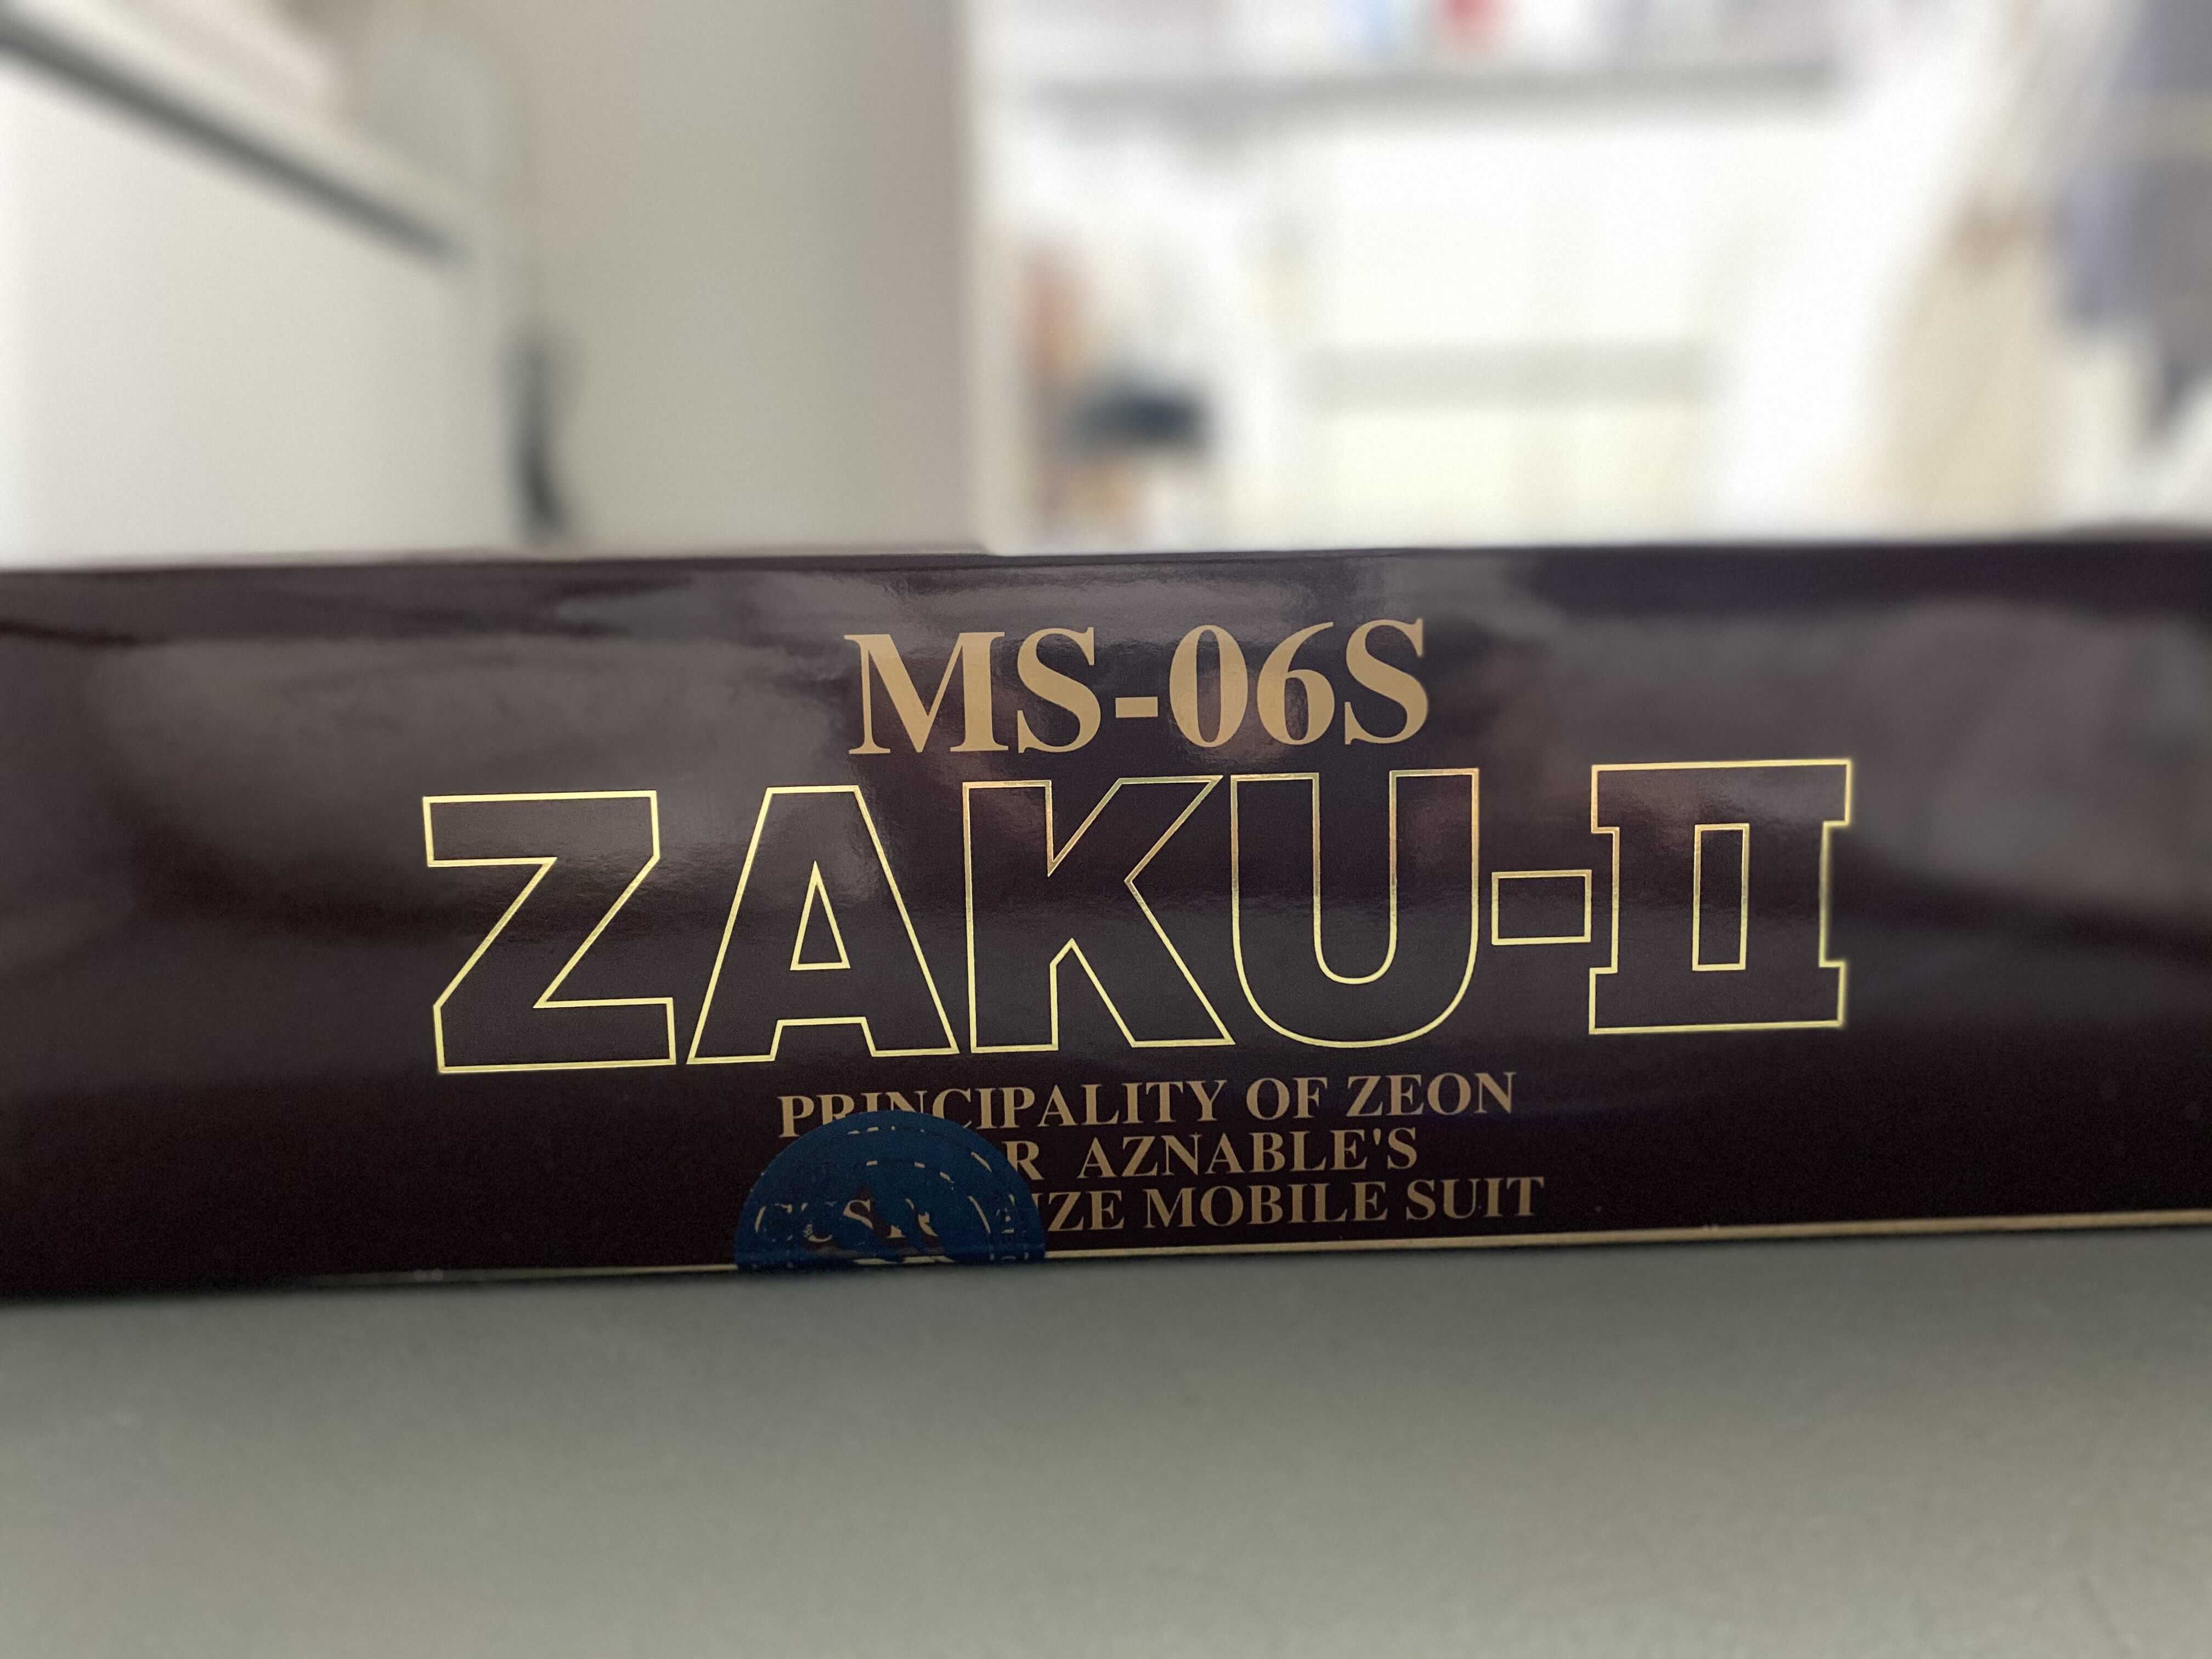 MS-06S
ZAKU-II
PRINCIPALITY OF ZEON
AZNABLE'S
MOBILE SUIT